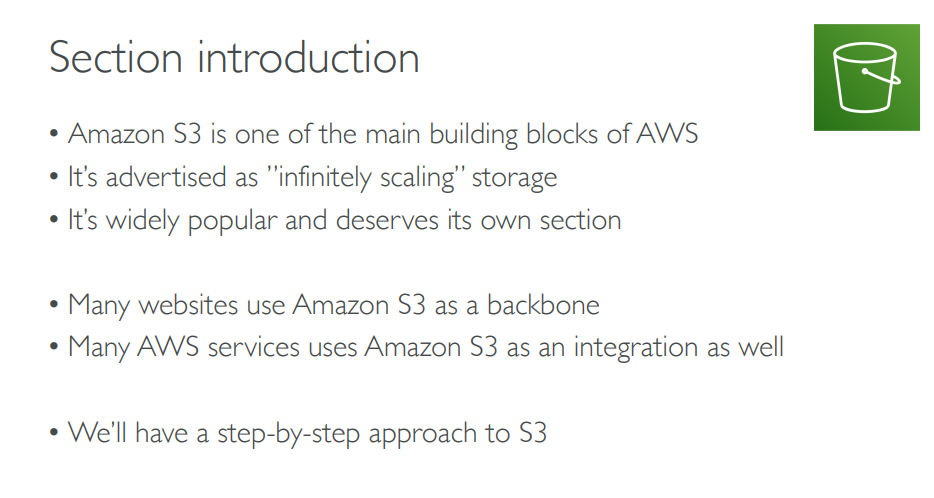 Section introduction
• Amazon S3 is one of the main building blocks of AWS
• It’s advertised as ”infinitely scaling” storage
• It’s widely popular and deserves its own section
• Many websites use Amazon S3 as a backbone
• Many AWS services uses Amazon S3 as an integration as well
• We’ll have a step-by-step approach to S3